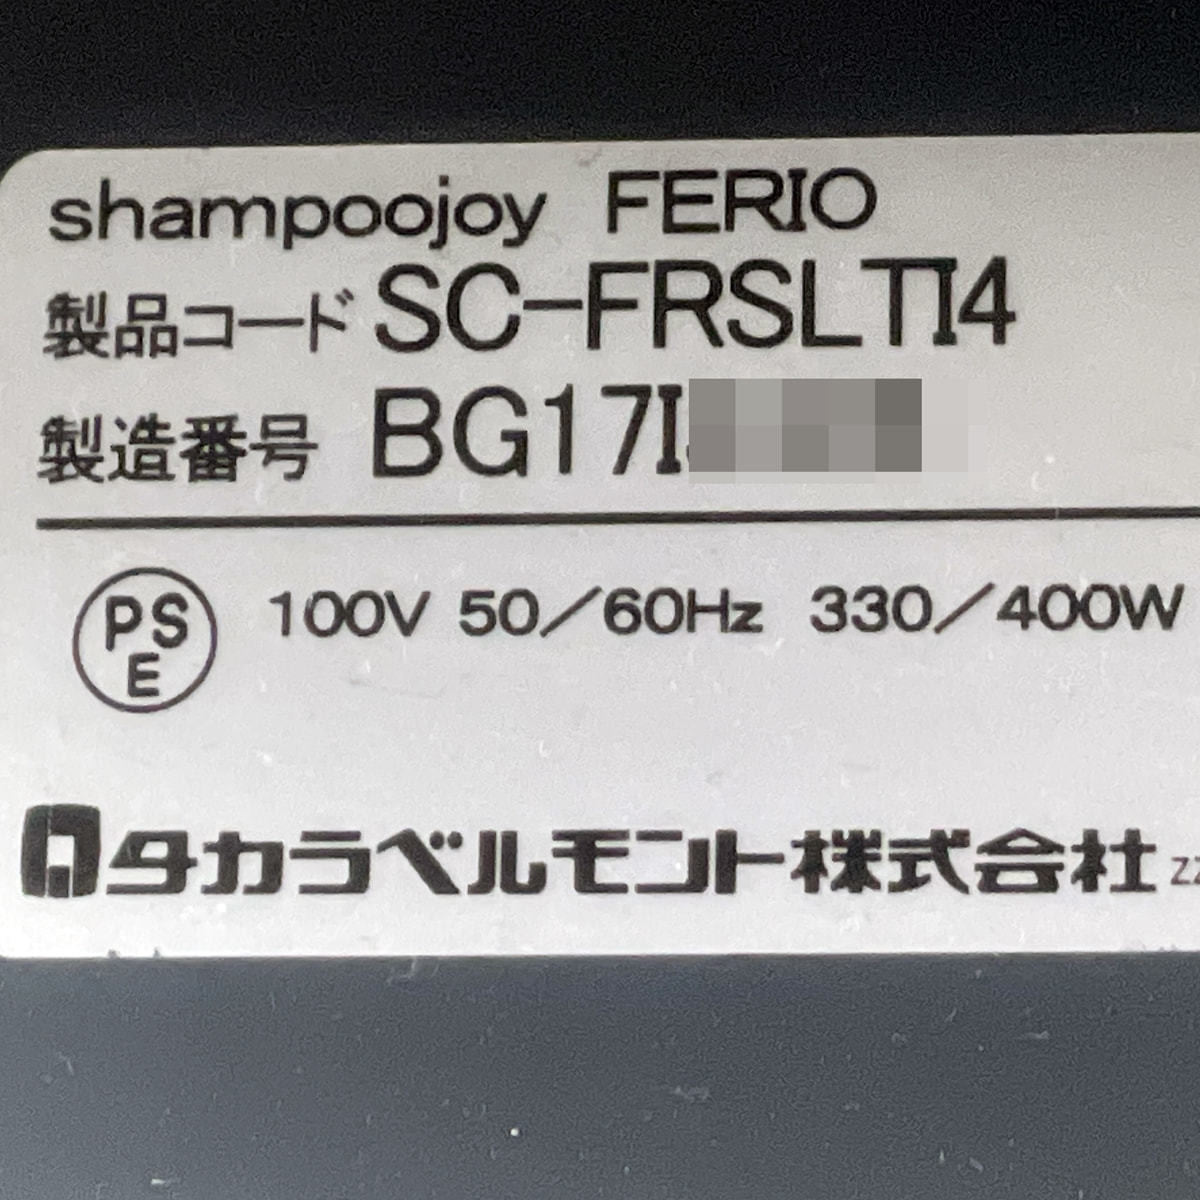 shampoojoy FERIO
製品コード SC-FRSLTI4
製造番号 BG17I
PSE 100V 50/60Hz 330/400W
タカラベルモント株式会社